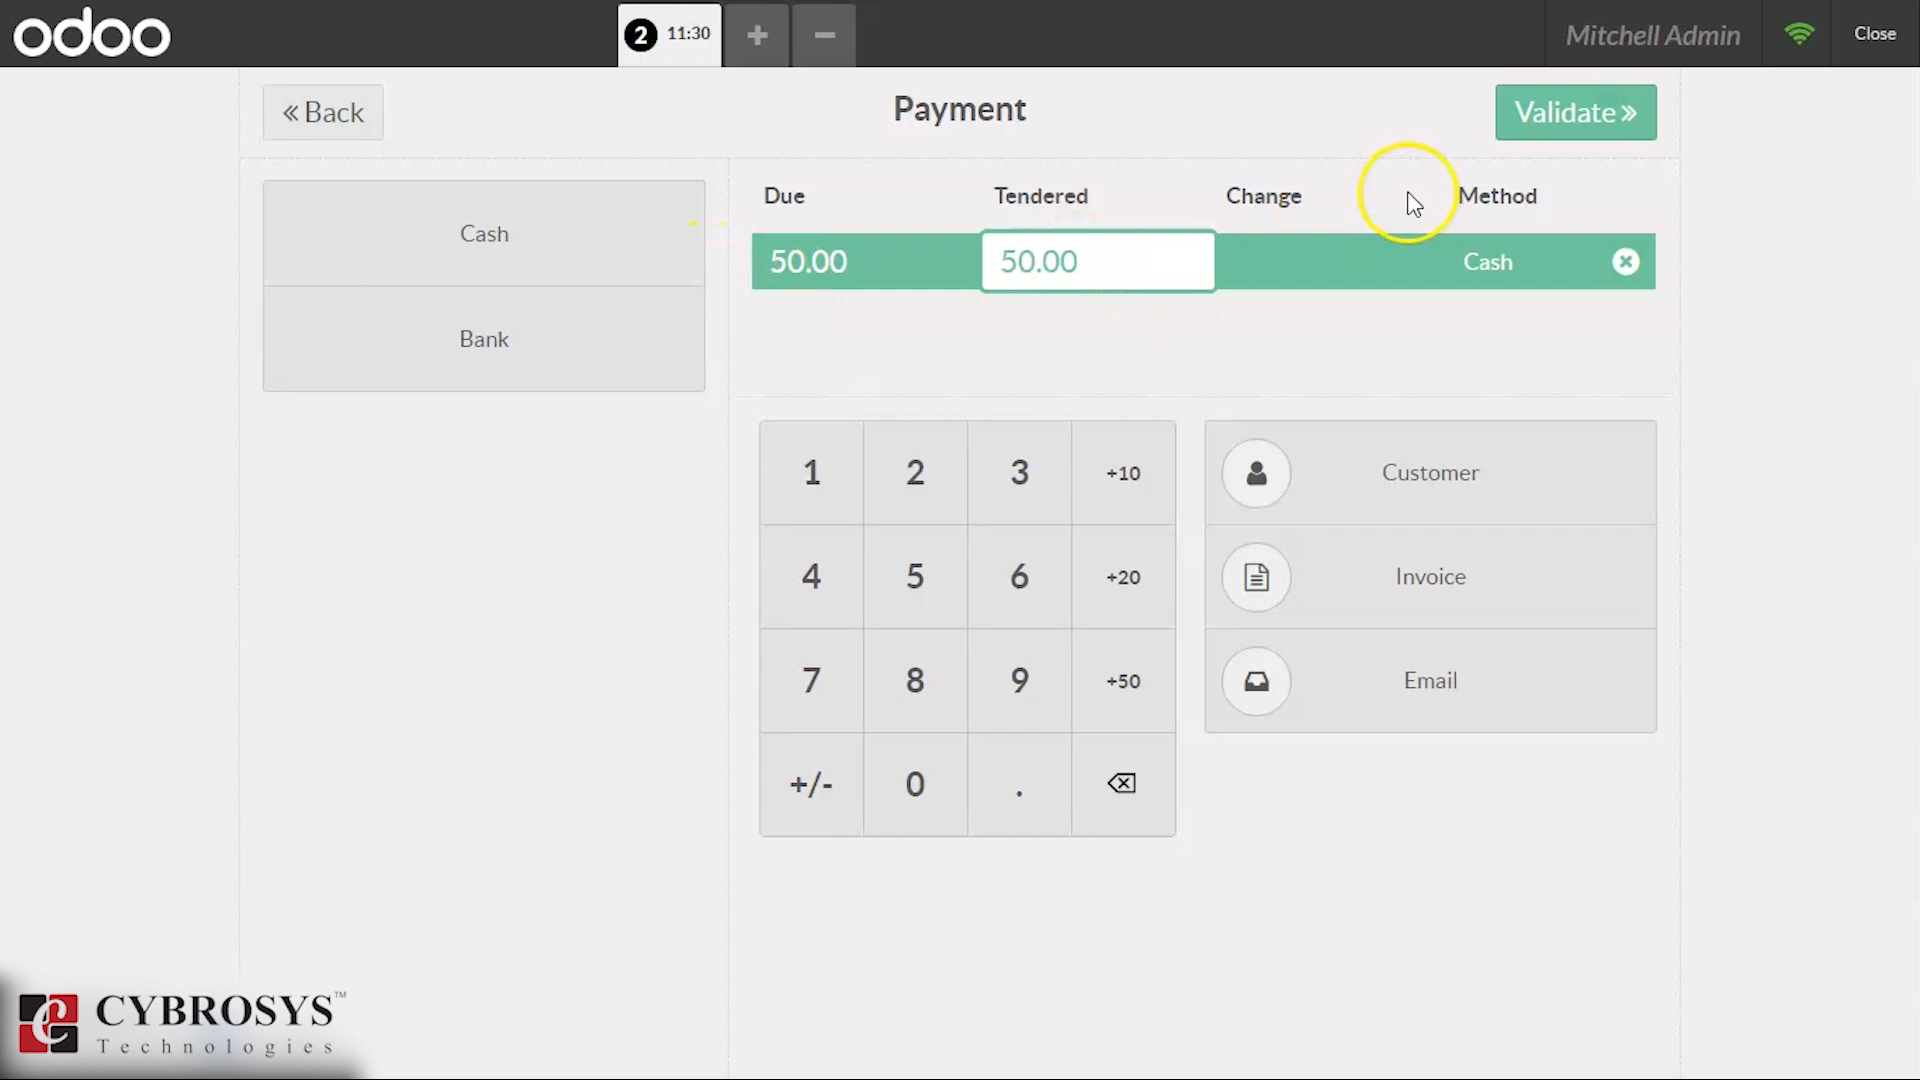 odoo
2 11:30 + −
Mitchell Admin
Close
« Back
Payment
Validate »
Cash
Bank
Due Tendered Change Method
50.00 50.00 Cash
1 2 3 +10
4 5 6 +20
7 8 9 +50
+/- 0 .
Customer
Invoice
Email
CYBROSYS™
Technologies